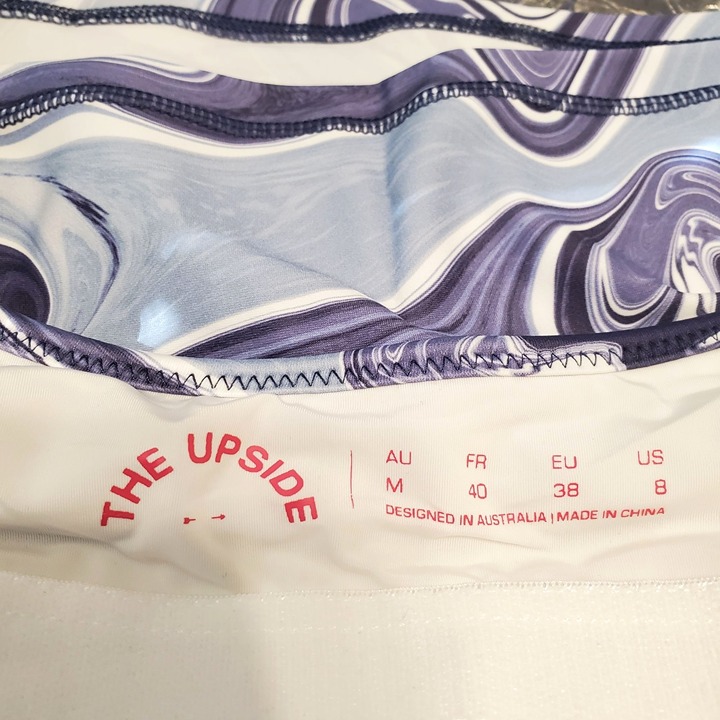 THE UPSIDE
AU FR EU US
M 40 38 8
DESIGNED IN AUSTRALIA | MADE IN CHINA